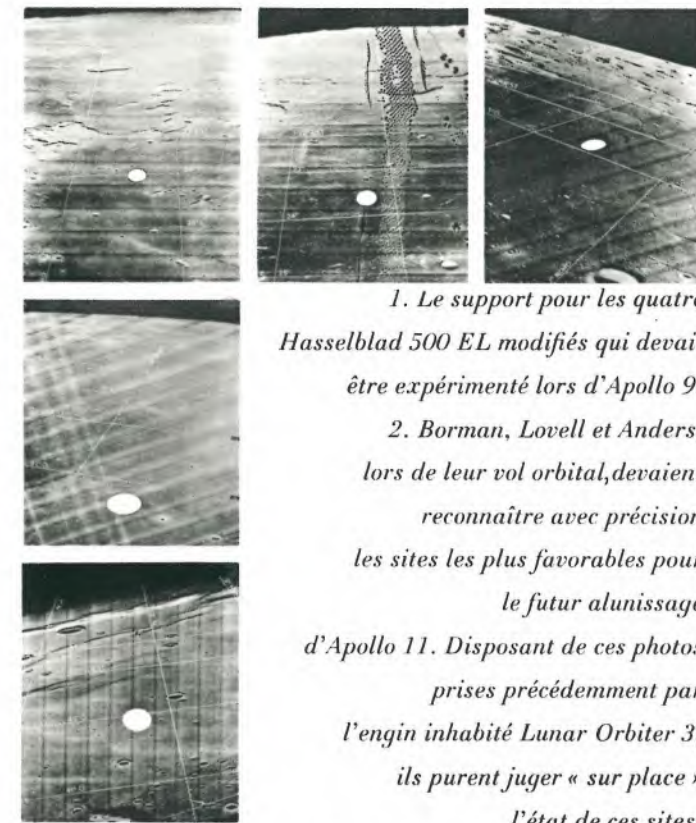 1. Le support pour les quatre
Hasselblad 500 EL modifiés qui devai
être expérimenté lors d'Apollo 9
2. Borman, Lovell et Anders
lors de leur vol orbital, devaien
reconnaître avec précision
les sites les plus favorables pour
le futur alunissage
d'Apollo 11. Disposant de ces photos
prises précédemment par
l'engin inhabité Lunar Orbiter 3
ils purent juger « sur place »
l'état de ces sites